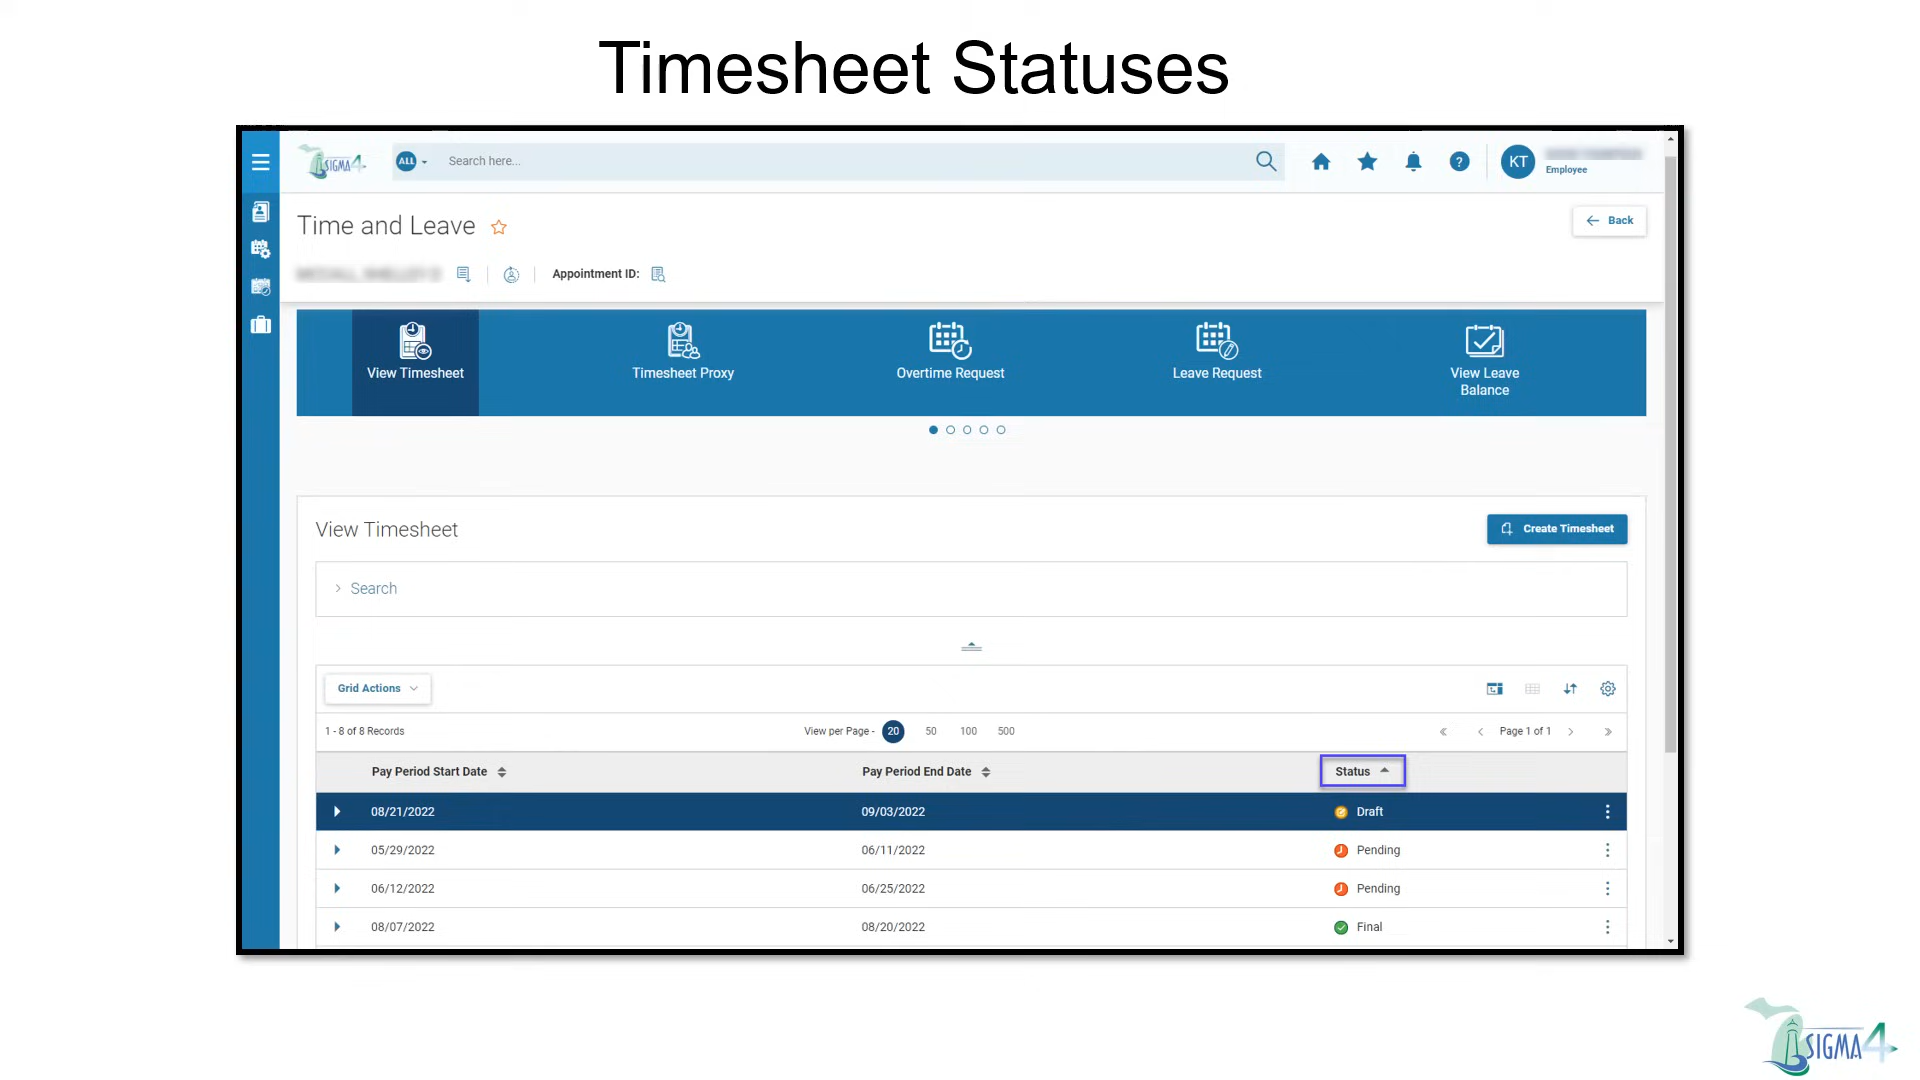 Timesheet Statuses
SIGMA4
ALL
Search here...
?
KT
Employee
Time and Leave
Back
Appointment ID:
View Timesheet
Timesheet Proxy
Overtime Request
Leave Request
View Leave
Balance
View Timesheet
Create Timesheet
Search
Grid Actions
1 - 8 of 8 Records
View per Page - 20 50 100 500
Page 1 of 1
Pay Period Start Date
Pay Period End Date
Status
08/21/2022 09/03/2022 Draft
05/29/2022 06/11/2022 Pending
06/12/2022 06/25/2022 Pending
08/07/2022 08/20/2022 Final
SIGMA4